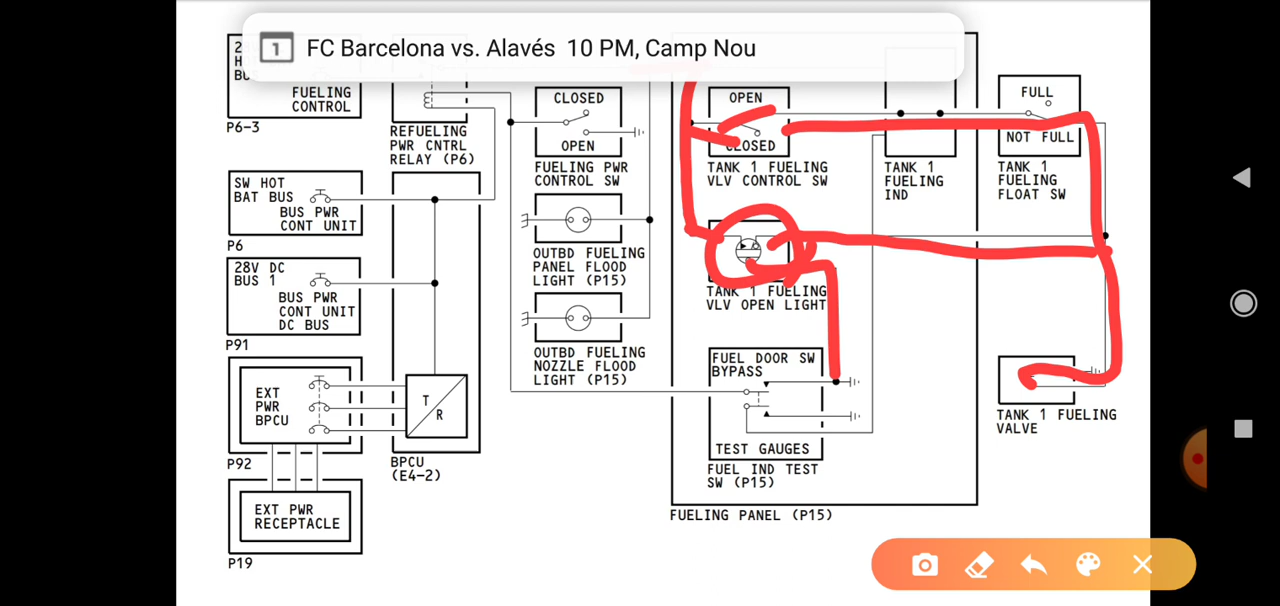 1 FC Barcelona vs. Alavés 10 PM, Camp Nou
FUELING
CONTROL
P6-3
REFUELING
PWR CNTRL
RELAY (P6)
CLOSED
OPEN
FUELING PWR
CONTROL SW
OPEN
CLOSED
TANK 1 FUELING
VLV CONTROL SW
TANK 1
FUELING
IND
FULL
NOT FULL
TANK 1
FUELING
FLOAT SW
SW HOT
BAT BUS
BUS PWR
CONT UNIT
P6
OUTBD FUELING
PANEL FLOOD
LIGHT (P15)
TANK 1 FUELING
VLV OPEN LIGHT
28V DC
BUS 1
BUS PWR
CONT UNIT
DC BUS
P91
OUTBD FUELING
NOZZLE FLOOD
LIGHT (P15)
FUEL DOOR SW
BYPASS
TEST GAUGES
FUEL IND TEST
SW (P15)
TANK 1 FUELING
VALVE
EXT
PWR
BPCU
P92
T
R
BPCU
(E4-2)
FUELING PANEL (P15)
EXT PWR
RECEPTACLE
P19